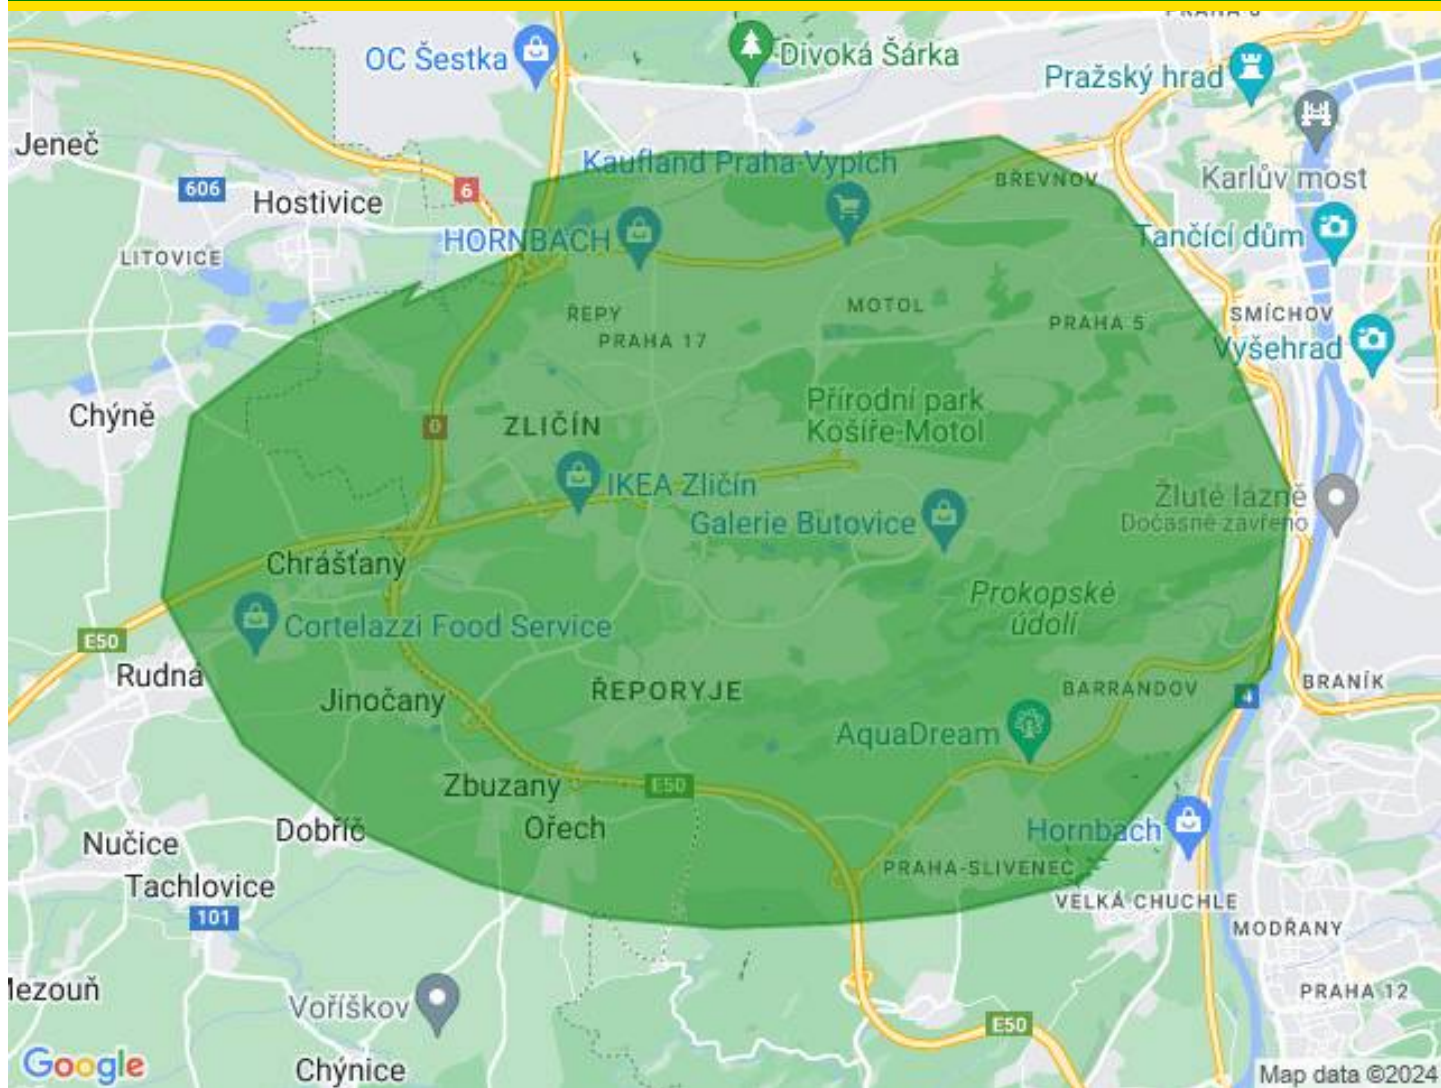 OC Šestka
Divoká Šárka
Pražský hrad
Jeneč
Kaufland Praha-Vypich
606
6
Hostivice
BŘEVNOV
Karlův most
HORNBACH
Tančící dům
LITOVICE
ŘEPY
MOTOL
PRAHA 5
SMÍCHOV
PRAHA 17
Vyšehrad
Chýně
Přírodní park
Košíře-Motol
0
ZLIČÍN
IKEA Zličín
Galerie Butovice
Žluté lázně
Dočasně zavřeno
Chrášťany
Prokopské
údolí
Cortelazzi Food Service
E50
Rudná
Jinočany
ŘEPORYJE
BARRANDOV
4
BRANÍK
AquaDream
Zbuzany
E50
Dobříč
Ořech
Hornbach
Nučice
PRAHA-SLIVENEC
Tachlovice
VELKÁ CHUCHLE
101
MODŘANY
PRAHA 12
Voříškov
E50
Chýnice
Google
Map data ©2024